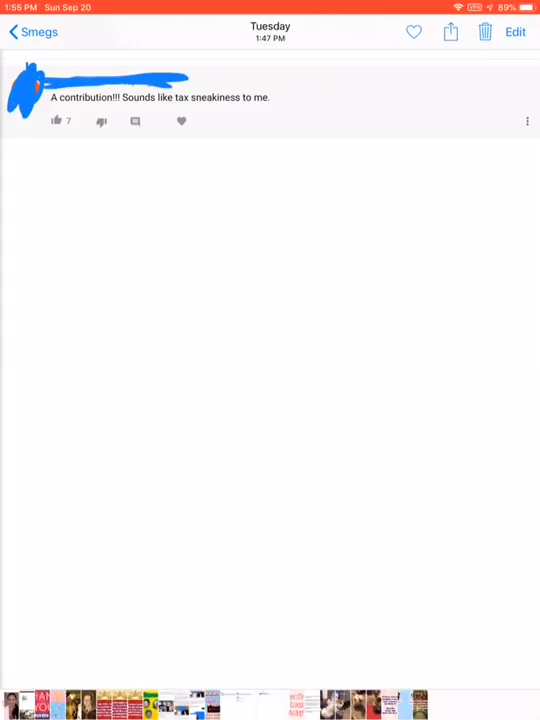 1:55 PM Sun Sep 20
VPN 89%
Smegs
Tuesday
1:47 PM
Edit
A contribution!!! Sounds like tax sneakiness to me.
7